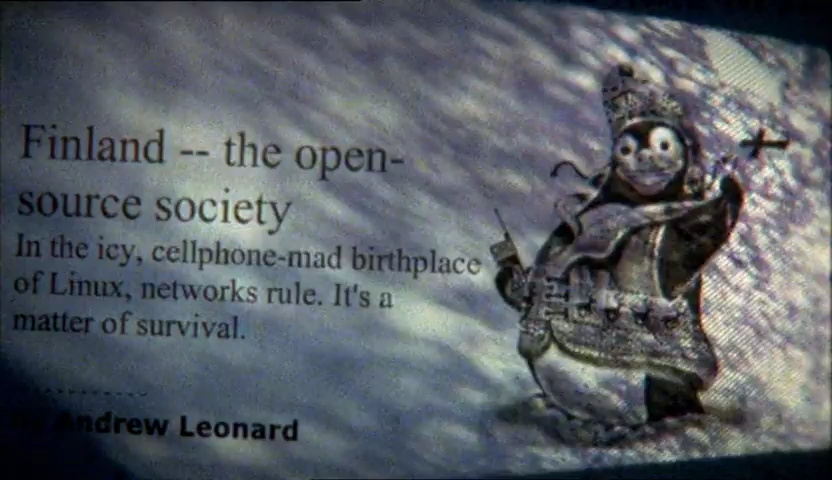 Finland -- the open-
source society
In the icy, cellphone-mad birthplace
of Linux, networks rule. It's a
matter of survival.
Andrew Leonard